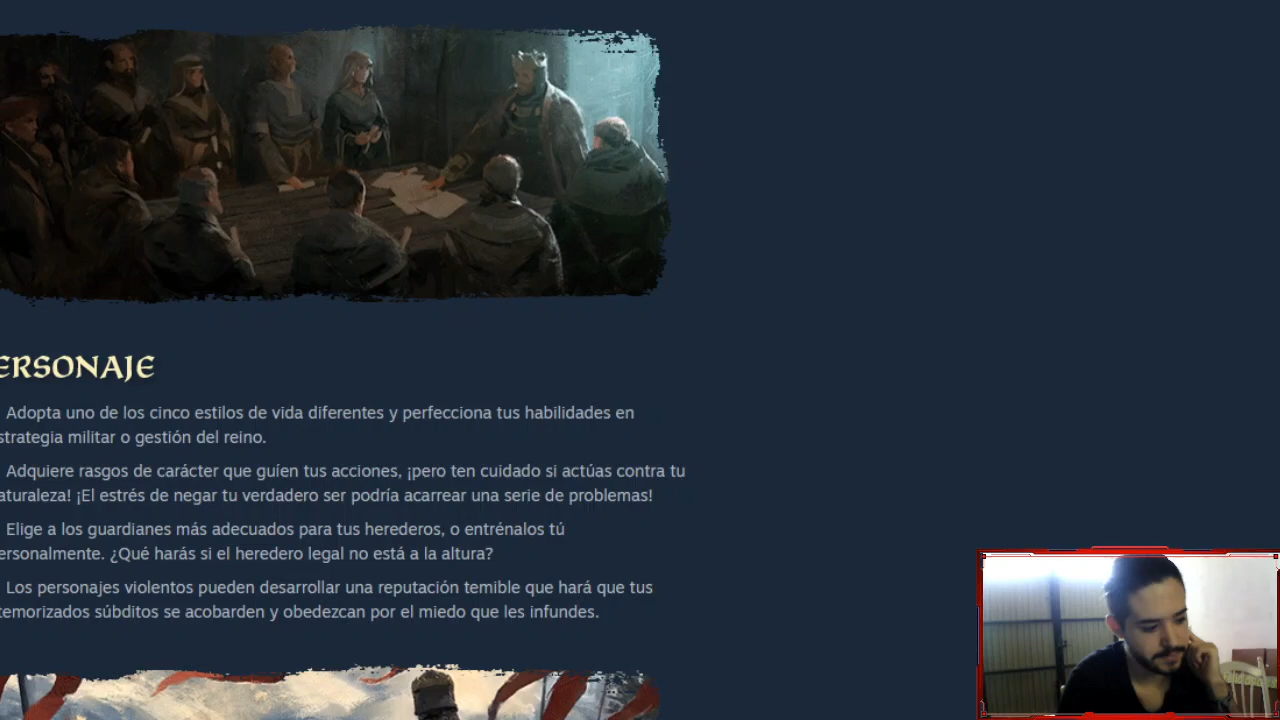 ERSONAJE
Adopta uno de los cinco estilos de vida diferentes y perfecciona tus habilidades en
strategia militar o gestión del reino.
Adquiere rasgos de carácter que guíen tus acciones, ¡pero ten cuidado si actúas contra tu
aturaleza! ¡El estrés de negar tu verdadero ser podría acarrear una serie de problemas!
Elige a los guardianes más adecuados para tus herederos, o entrénalos tú
ersonalmente. ¿Qué harás si el heredero legal no está a la altura?
Los personajes violentos pueden desarrollar una reputación temible que hará que tus
temorizados súbditos se acobarden y obedezcan por el miedo que les infundes.